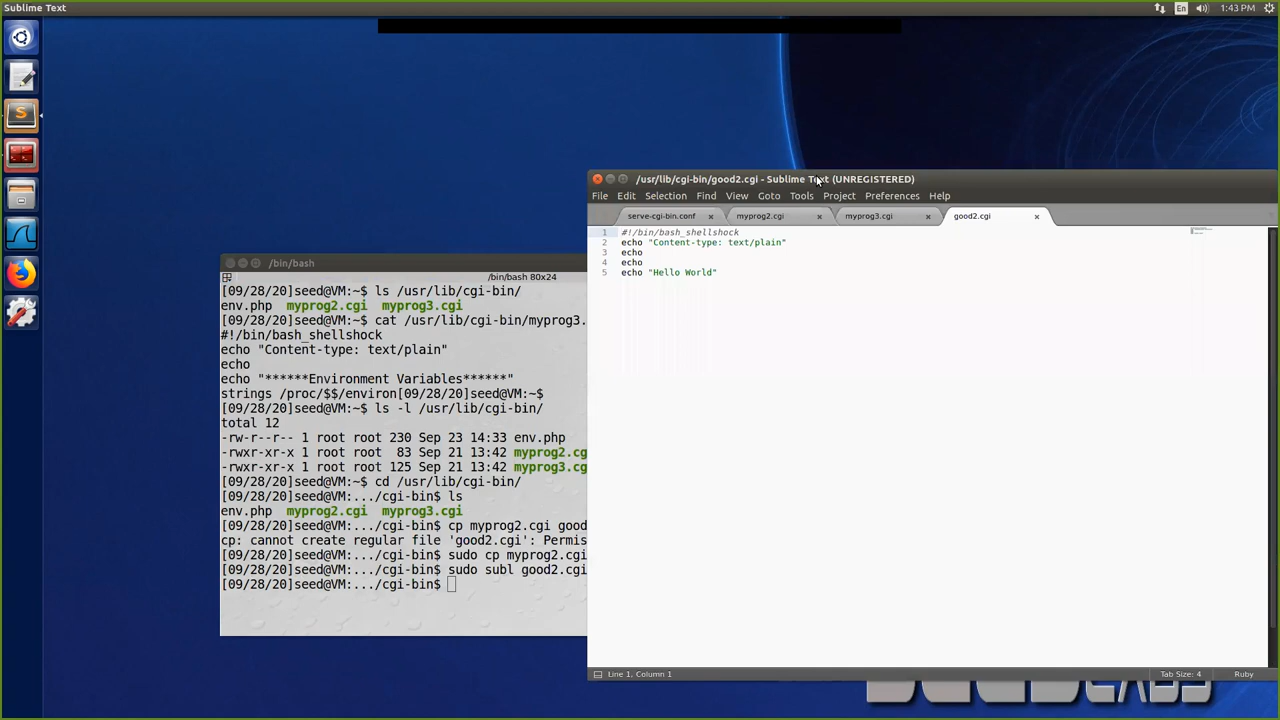 Sublime Text
En
1:43 PM
/usr/lib/cgi-bin/good2.cgi - Sublime Text (UNREGISTERED)
File Edit Selection Find View Goto Tools Project Preferences Help
serve-cgi-bin.conf myprog2.cgi myprog3.cgi good2.cgi
1 #!/bin/bash_shellshock
2 echo "Content-type: text/plain"
3 echo
4 echo
5 echo "Hello World"
Line 1, Column 1
Tab Size: 4
Ruby
/bin/bash
/bin/bash 80x24
[09/28/20]seed@VM:~$ ls /usr/lib/cgi-bin/
env.php myprog2.cgi myprog3.cgi
[09/28/20]seed@VM:~$ cat /usr/lib/cgi-bin/myprog3.
#!/bin/bash_shellshock
echo "Content-type: text/plain"
echo
echo "******Environment Variables******"
strings /proc/$$/environ[09/28/20]seed@VM:~$
[09/28/20]seed@VM:~$ ls -l /usr/lib/cgi-bin/
total 12
-rw-r--r-- 1 root root 230 Sep 23 14:33 env.php
-rwxr-xr-x 1 root root 83 Sep 21 13:42 myprog2.cg
-rwxr-xr-x 1 root root 125 Sep 21 13:42 myprog3.cg
[09/28/20]seed@VM:~$ cd /usr/lib/cgi-bin/
[09/28/20]seed@VM:.../cgi-bin$ ls
env.php myprog2.cgi myprog3.cgi
[09/28/20]seed@VM:.../cgi-bin$ cp myprog2.cgi good
cp: cannot create regular file 'good2.cgi': Permis
[09/28/20]seed@VM:.../cgi-bin$ sudo cp myprog2.cgi
[09/28/20]seed@VM:.../cgi-bin$ sudo subl good2.cgi
[09/28/20]seed@VM:.../cgi-bin$